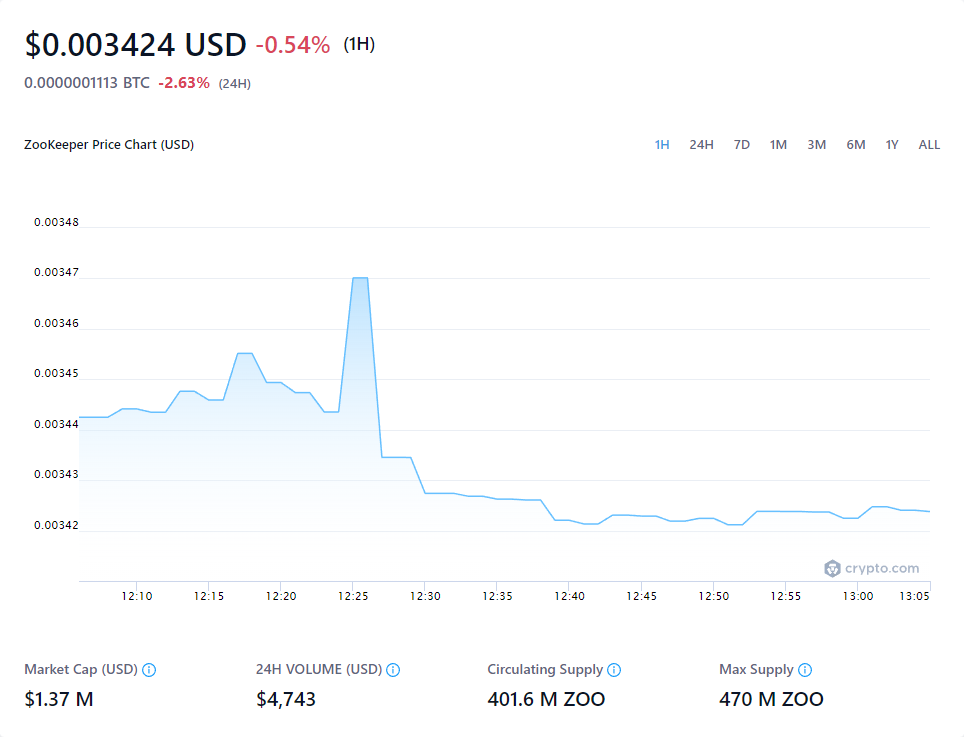 $0.003424 USD -0.54% (1H)
0.0000001113 BTC -2.63% (24H)
ZooKeeper Price Chart (USD) 1H 24H 7D 1M 3M 6M 1Y ALL
0.00348
0.00347
0.00346
0.00345
0.00344
0.00343
0.00342
crypto.com
12:10 12:15 12:20 12:25 12:30 12:35 12:40 12:45 12:50 12:55 13:00 13:05
Market Cap (USD) 24H VOLUME (USD) Circulating Supply Max Supply
$1.37 M $4,743 401.6 M ZOO 470 M ZOO